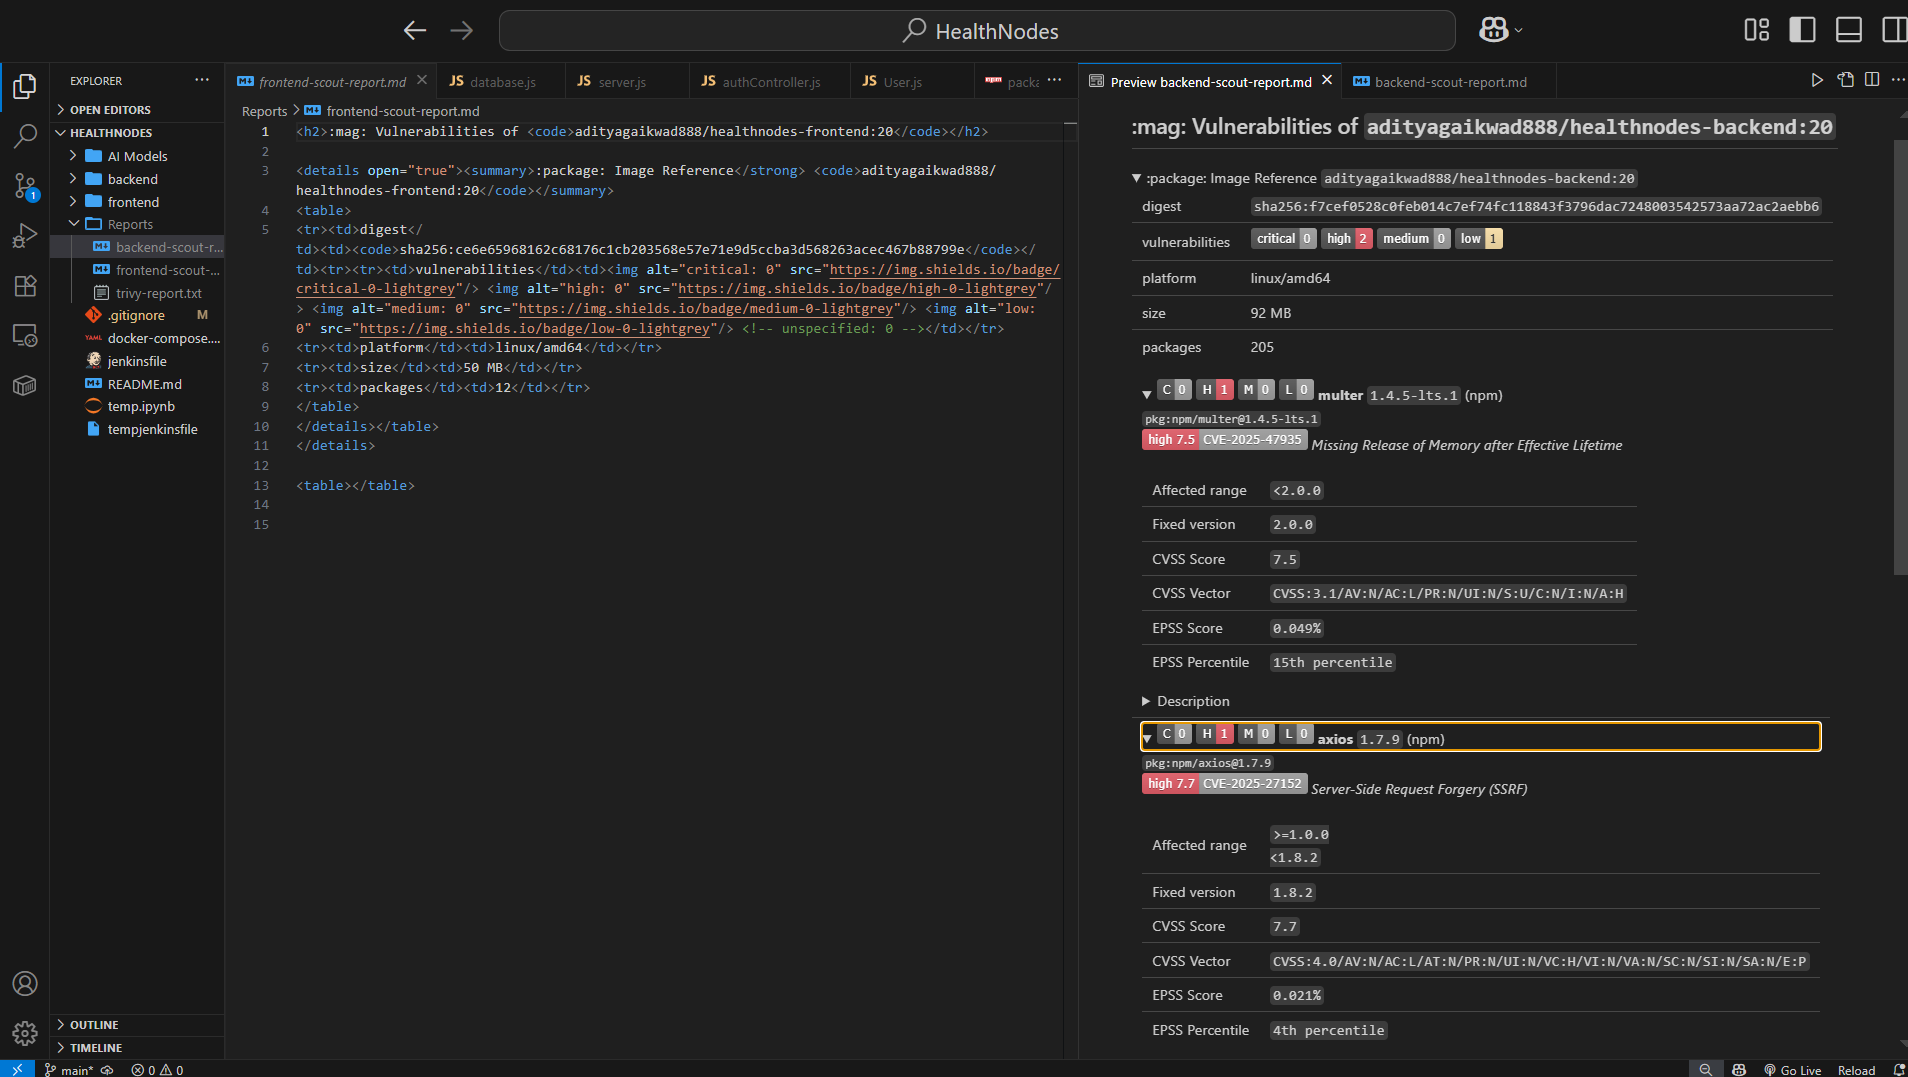 HealthNodes
EXPLORER
OPEN EDITORS
HEALTHNODES
AI Models
backend
frontend
Reports
backend-scout-r...
frontend-scout-...
trivy-report.txt
.gitignore M
docker-compose....
jenkinsfile
README.md
temp.ipynb
tempjenkinsfile
OUTLINE
TIMELINE
1
frontend-scout-report.md
JS database.js
JS server.js
JS authController.js
JS User.js
packa
Reports > frontend-scout-report.md
1 <h2>:mag: Vulnerabilities of <code>adityagaikwad888/healthnodes-frontend:20</code></h2>
2
3 <details open="true"><summary>:package: Image Reference</strong> <code>adityagaikwad888/
healthnodes-frontend:20</code></summary>
4 <table>
5 <tr><td>digest</
td><td><code>sha256:ce6e65968162c68176c1cb203568e57e71e9d5ccba3d568263acec467b88799e</code></
td><tr><tr><td>vulnerabilities</td><td><img alt="critical: 0" src="https://img.shields.io/badge/
critical-0-lightgrey"/> <img alt="high: 0" src="https://img.shields.io/badge/high-0-lightgrey"/
> <img alt="medium: 0" src="https://img.shields.io/badge/medium-0-lightgrey"/> <img alt="low:
0" src="https://img.shields.io/badge/low-0-lightgrey"/> <!-- unspecified: 0 --></td></tr>
6 <tr><td>platform</td><td>linux/amd64</td></tr>
7 <tr><td>size</td><td>50 MB</td></tr>
8 <tr><td>packages</td><td>12</td></tr>
9 </table>
10 </details></table>
11 </details>
12
13 <table></table>
14
15
Preview backend-scout-report.md
backend-scout-report.md
:mag: Vulnerabilities of adityagaikwad888/healthnodes-backend:20
:package: Image Reference adityagaikwad888/healthnodes-backend:20
digest sha256:f7cef0528c0feb014c7ef74fc118843f3796dac7248003542573aa72ac2aebb6
vulnerabilities critical 0 high 2 medium 0 low 1
platform linux/amd64
size 92 MB
packages 205
C 0 H 1 M 0 L 0 multer 1.4.5-lts.1 (npm)
pkg:npm/multer@1.4.5-lts.1
high 7.5 CVE-2025-47935 Missing Release of Memory after Effective Lifetime
Affected range <2.0.0
Fixed version 2.0.0
CVSS Score 7.5
CVSS Vector CVSS:3.1/AV:N/AC:L/PR:N/UI:N/S:U/C:N/I:N/A:H
EPSS Score 0.049%
EPSS Percentile 15th percentile
Description
C 0 H 1 M 0 L 0 axios 1.7.9 (npm)
pkg:npm/axios@1.7.9
high 7.7 CVE-2025-27152 Server-Side Request Forgery (SSRF)
Affected range >=1.0.0
<1.8.2
Fixed version 1.8.2
CVSS Score 7.7
CVSS Vector CVSS:4.0/AV:N/AC:L/AT:N/PR:N/UI:N/VC:H/VI:N/VA:N/SC:N/SI:N/SA:N/E:P
EPSS Score 0.021%
EPSS Percentile 4th percentile
main* 0 0 Go Live Reload